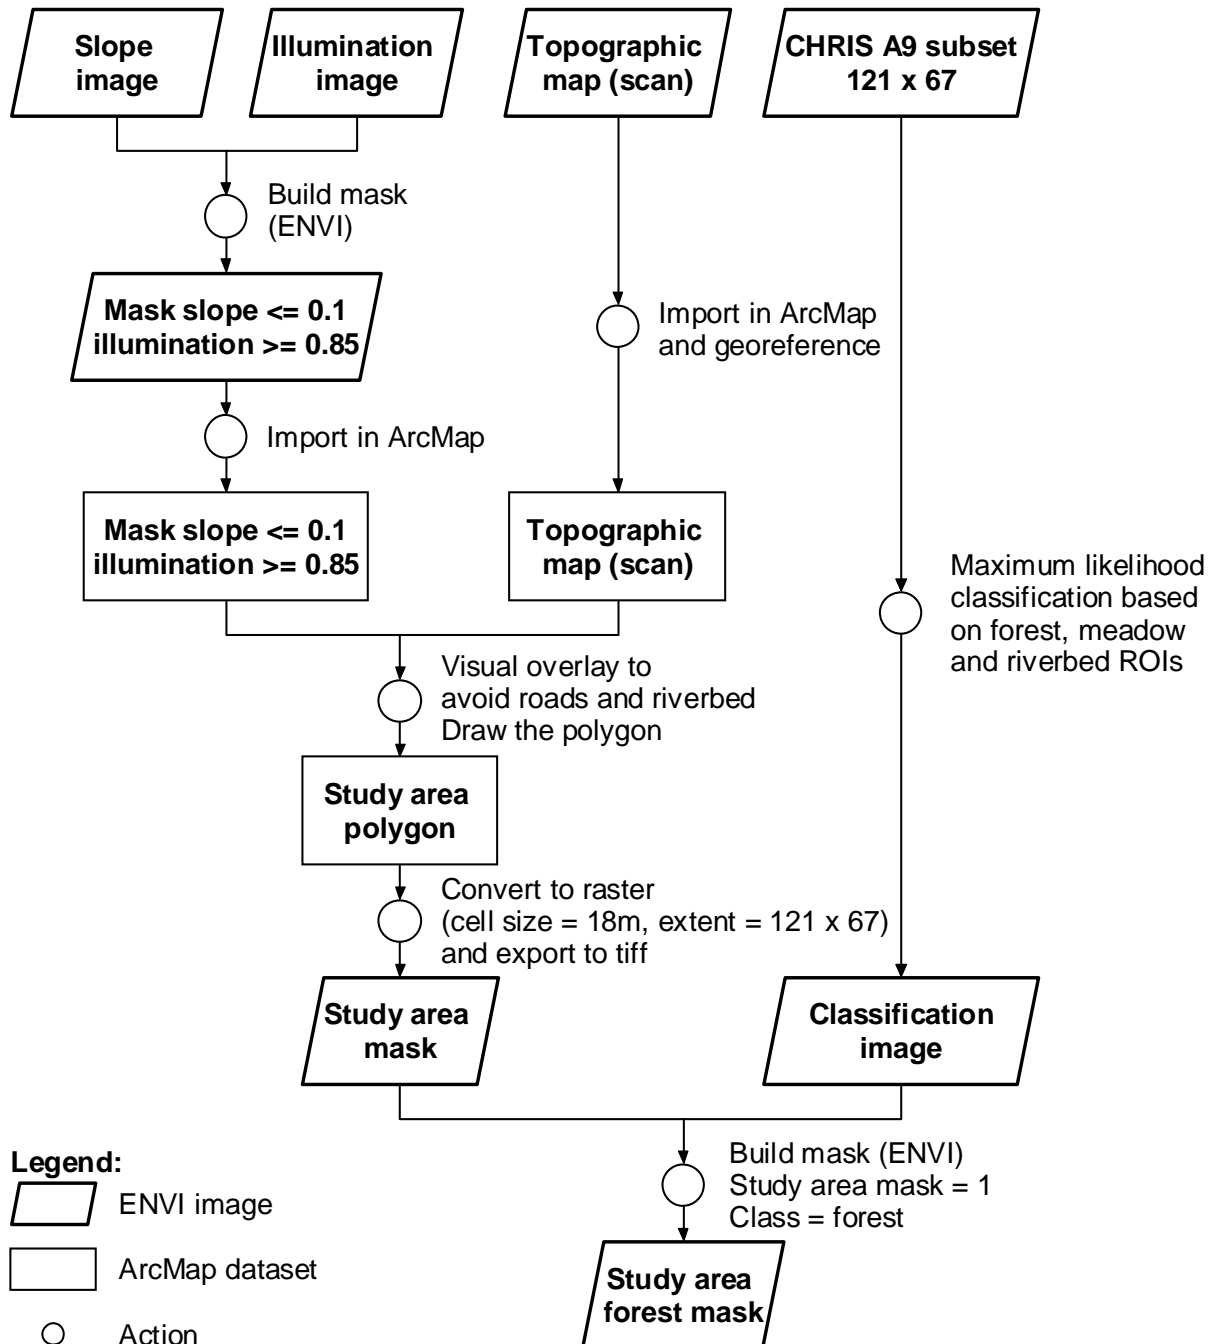 Slope
image
Illumination
image
Topographic
map (scan)
CHRIS A9 subset
121 x 67
Build mask
(ENVI)
Mask slope <= 0.1
illumination >= 0.85
Import in ArcMap
and georeference
Import in ArcMap
Mask slope <= 0.1
illumination >= 0.85
Topographic
map (scan)
Maximum likelihood
classification based
on forest, meadow
and riverbed ROIs
Visual overlay to
avoid roads and riverbed
Draw the polygon
Study area
polygon
Convert to raster
(cell size = 18m, extent = 121 x 67)
and export to tiff
Study area
mask
Classification
image
Build mask (ENVI)
Study area mask = 1
Class = forest
Study area
forest mask
Legend:
ENVI image
ArcMap dataset
Action